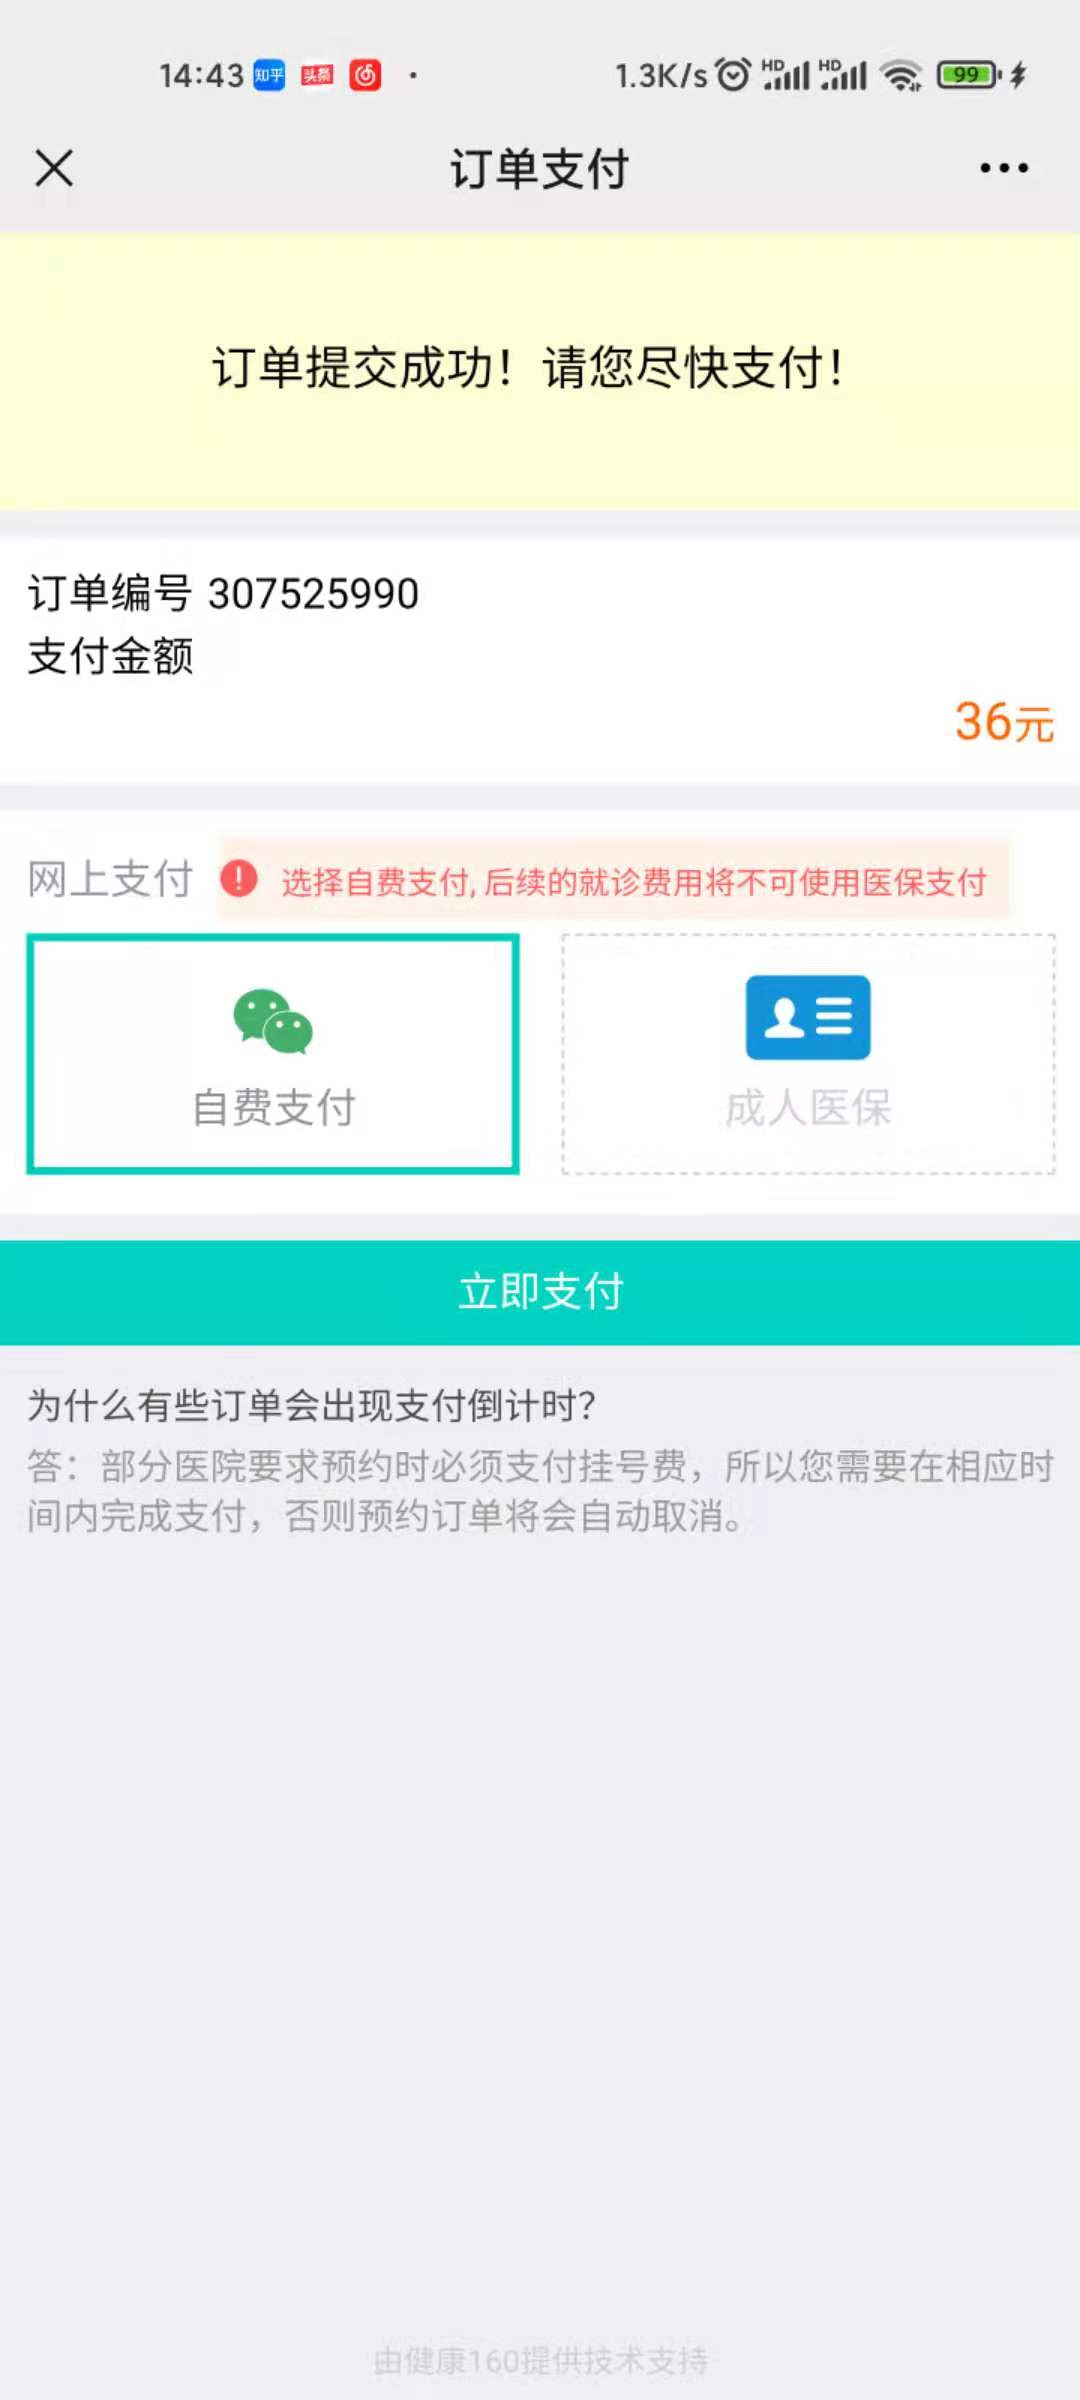 14:43 知乎 头条 · 1.3K/s HD HD 99
订单支付
订单提交成功！请您尽快支付！
订单编号 307525990
支付金额
36元
网上支付 ! 选择自费支付, 后续的就诊费用将不可使用医保支付
自费支付 成人医保
立即支付
为什么有些订单会出现支付倒计时？
答：部分医院要求预约时必须支付挂号费，所以您需要在相应时
间内完成支付，否则预约订单将会自动取消。
由健康160提供技术支持